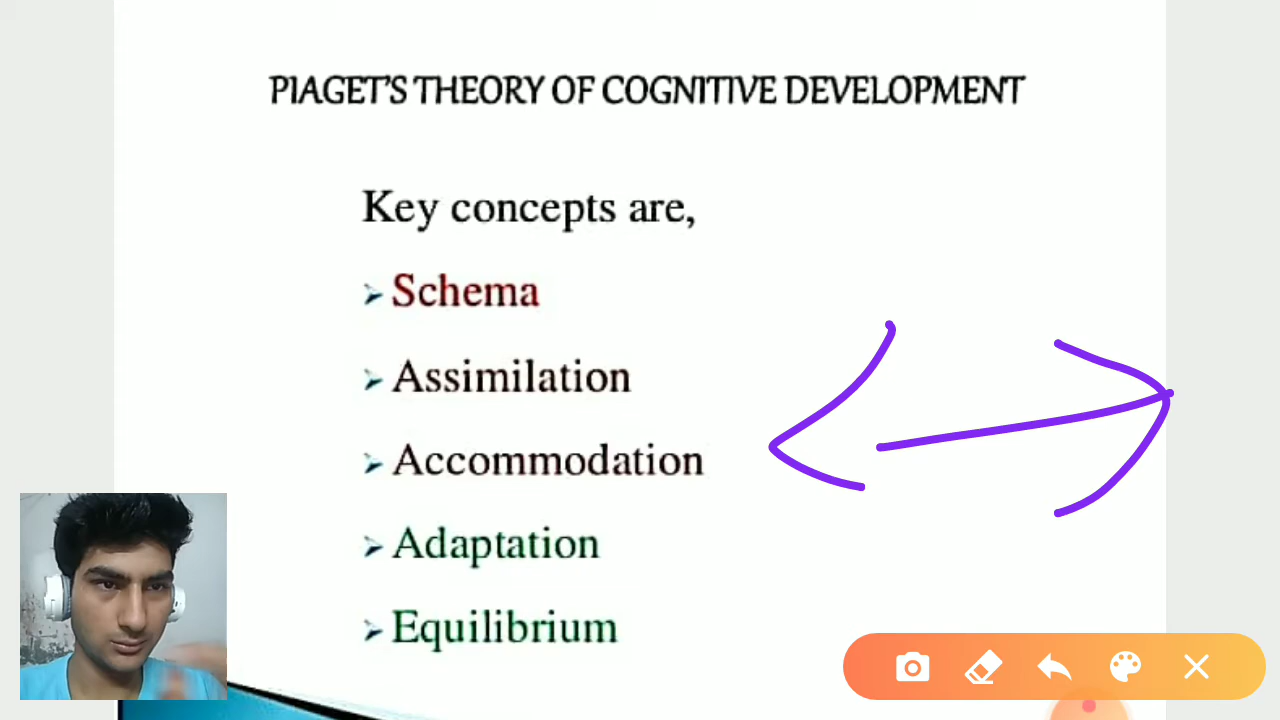 PIAGET'S THEORY OF COGNITIVE DEVELOPMENT
Key concepts are,
Schema
Assimilation
Accommodation
Adaptation
Equilibrium